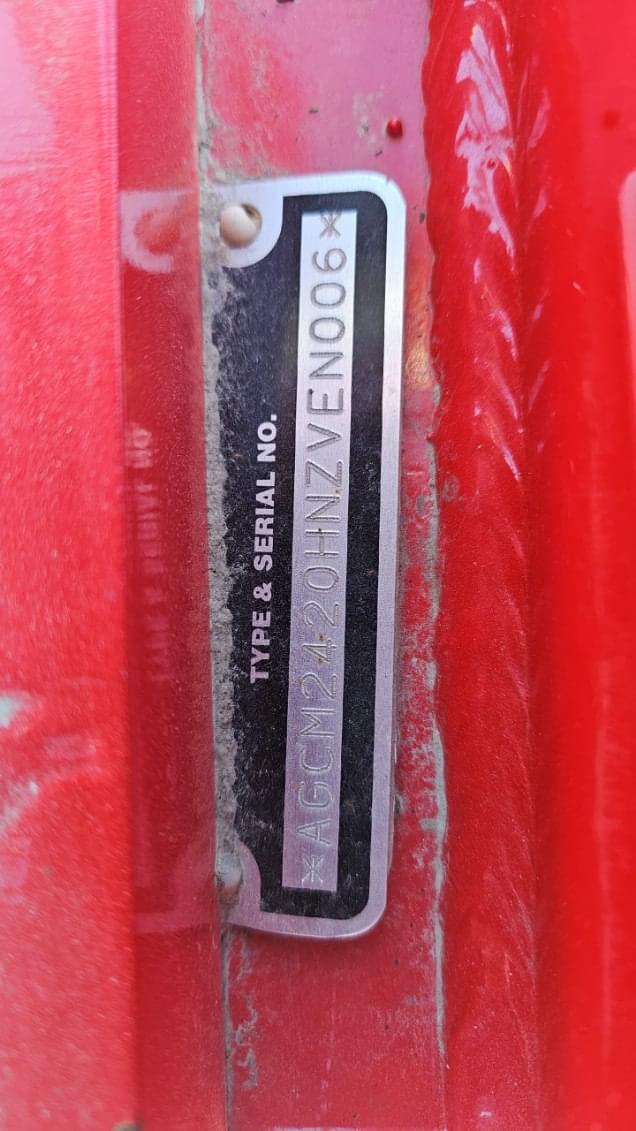 TYPE & SERIAL NO.
*AGCM2420HNZVEN006*